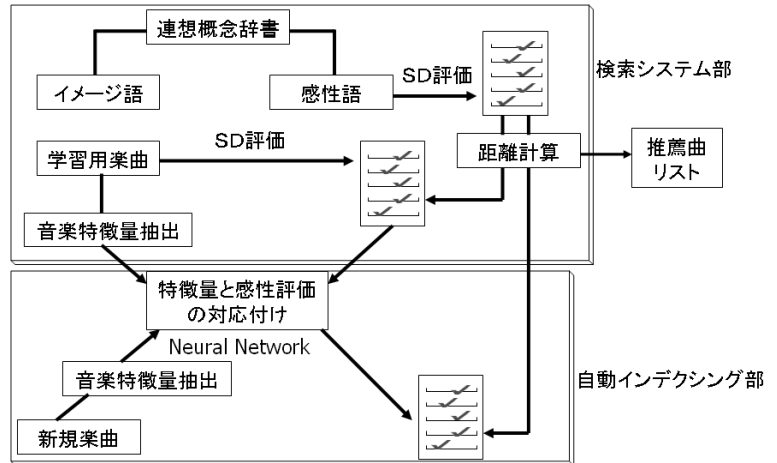 連想概念辞書
イメージ語
感性語
SD評価
検索システム部
学習用楽曲
SD評価
距離計算
推薦曲
リスト
音楽特徴量抽出
特徴量と感性評価
の対応付け
Neural Network
音楽特徴量抽出
自動インデクシング部
新規楽曲